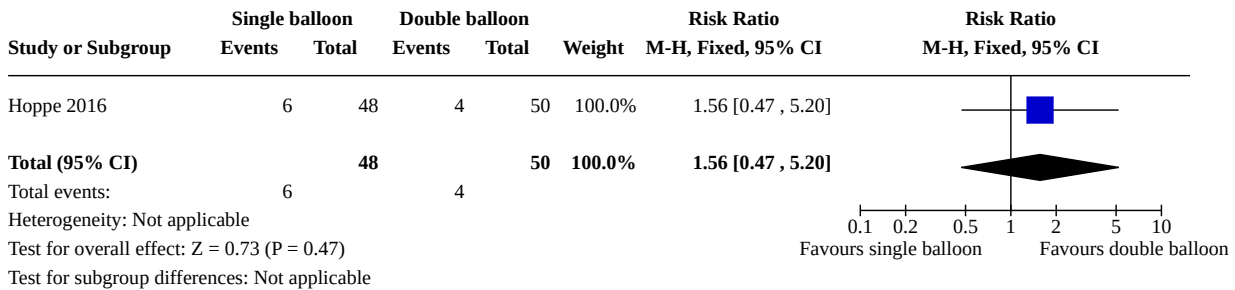 Single balloon Double balloon Risk Ratio Risk Ratio
Study or Subgroup Events Total Events Total Weight M-H, Fixed, 95% CI M-H, Fixed, 95% CI
Hoppe 2016 6 48 4 50 100.0% 1.56 [0.47 , 5.20]
Total (95% CI) 48 50 100.0% 1.56 [0.47 , 5.20]
Total events: 6 4
Heterogeneity: Not applicable
0.1 0.2 0.5 1 2 5 10
Test for overall effect: Z = 0.73 (P = 0.47) Favours single balloon Favours double balloon
Test for subgroup differences: Not applicable